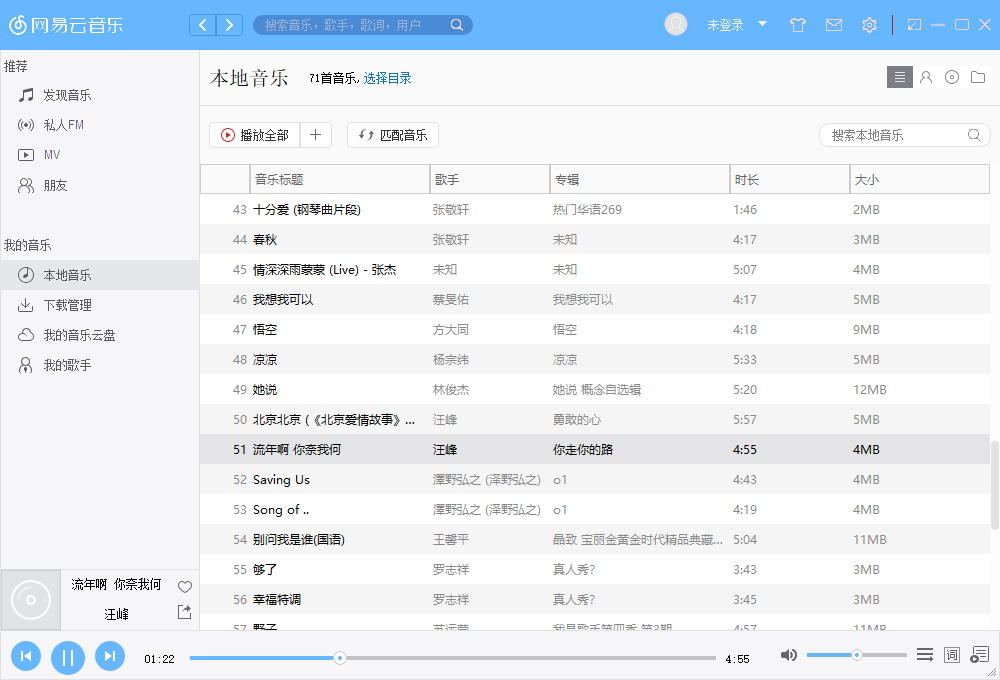 网易云音乐
搜索音乐，歌手，歌词，用户
未登录
推荐
发现音乐
私人FM
MV
朋友
我的音乐
本地音乐
下载管理
我的音乐云盘
我的歌手
本地音乐 71首音乐, 选择目录
播放全部 匹配音乐 搜索本地音乐
音乐标题 歌手 专辑 时长 大小
43 十分爱 (钢琴曲片段) 张敬轩 热门华语269 1:46 2MB
44 春秋 张敬轩 未知 4:17 3MB
45 情深深雨蒙蒙 (Live) - 张杰 未知 未知 5:07 4MB
46 我想我可以 蔡旻佑 我想我可以 4:17 5MB
47 悟空 方大同 悟空 4:18 9MB
48 凉凉 杨宗纬 凉凉 5:33 5MB
49 她说 林俊杰 她说 概念自选辑 5:20 12MB
50 北京北京 (《北京爱情故事》... 汪峰 勇敢的心 5:57 5MB
51 流年啊 你奈我何 汪峰 你走你的路 4:55 4MB
52 Saving Us 澤野弘之 (泽野弘之) o1 4:43 4MB
53 Song of .. 澤野弘之 (泽野弘之) o1 4:19 4MB
54 别问我是谁(国语) 王馨平 晶致 宝丽金黄金时代精品典藏... 5:04 11MB
55 够了 罗志祥 真人秀? 3:43 3MB
56 幸福特调 罗志祥 真人秀? 3:45 3MB
57 野子 苏运莹 我是歌手第四季 第3期 4:57 11MB
流年啊 你奈我何
汪峰
01:22 4:55 词